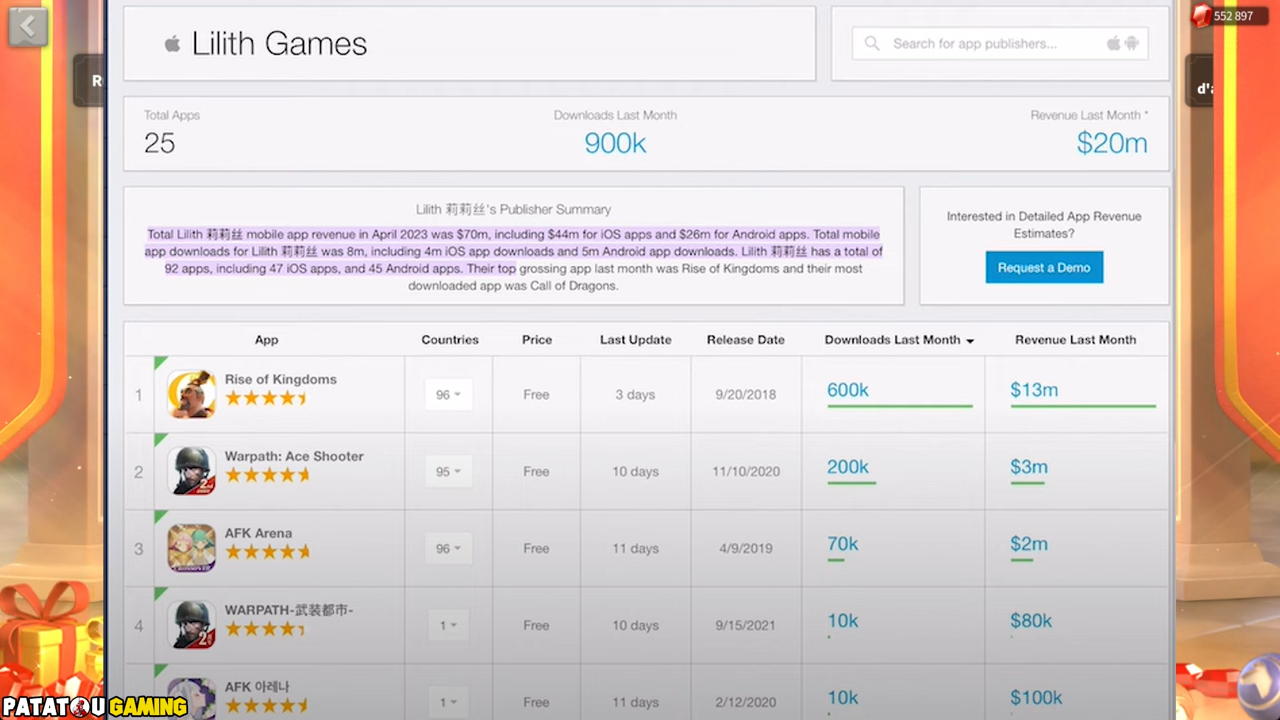 552 897
Lilith Games
Search for app publishers...
Total Apps
25
Downloads Last Month
900k
Revenue Last Month *
$20m
Lilith 莉莉丝's Publisher Summary
Total Lilith 莉莉丝 mobile app revenue in April 2023 was $70m, including $44m for iOS apps and $26m for Android apps. Total mobile
app downloads for Lilith 莉莉丝 was 8m, including 4m iOS app downloads and 5m Android app downloads. Lilith 莉莉丝 has a total of
92 apps, including 47 iOS apps, and 45 Android apps. Their top grossing app last month was Rise of Kingdoms and their most
downloaded app was Call of Dragons.
Interested in Detailed App Revenue
Estimates?
Request a Demo
R
d'a
App Countries Price Last Update Release Date Downloads Last Month Revenue Last Month
1 Rise of Kingdoms 96 Free 3 days 9/20/2018 600k $13m
2 Warpath: Ace Shooter 95 Free 10 days 11/10/2020 200k $3m
3 AFK Arena 96 Free 11 days 4/9/2019 70k $2m
4 WARPATH-武装都市- 1 Free 10 days 9/15/2021 10k $80k
AFK 아레나 1 Free 11 days 2/12/2020 10k $100k
PATATOU GAMING